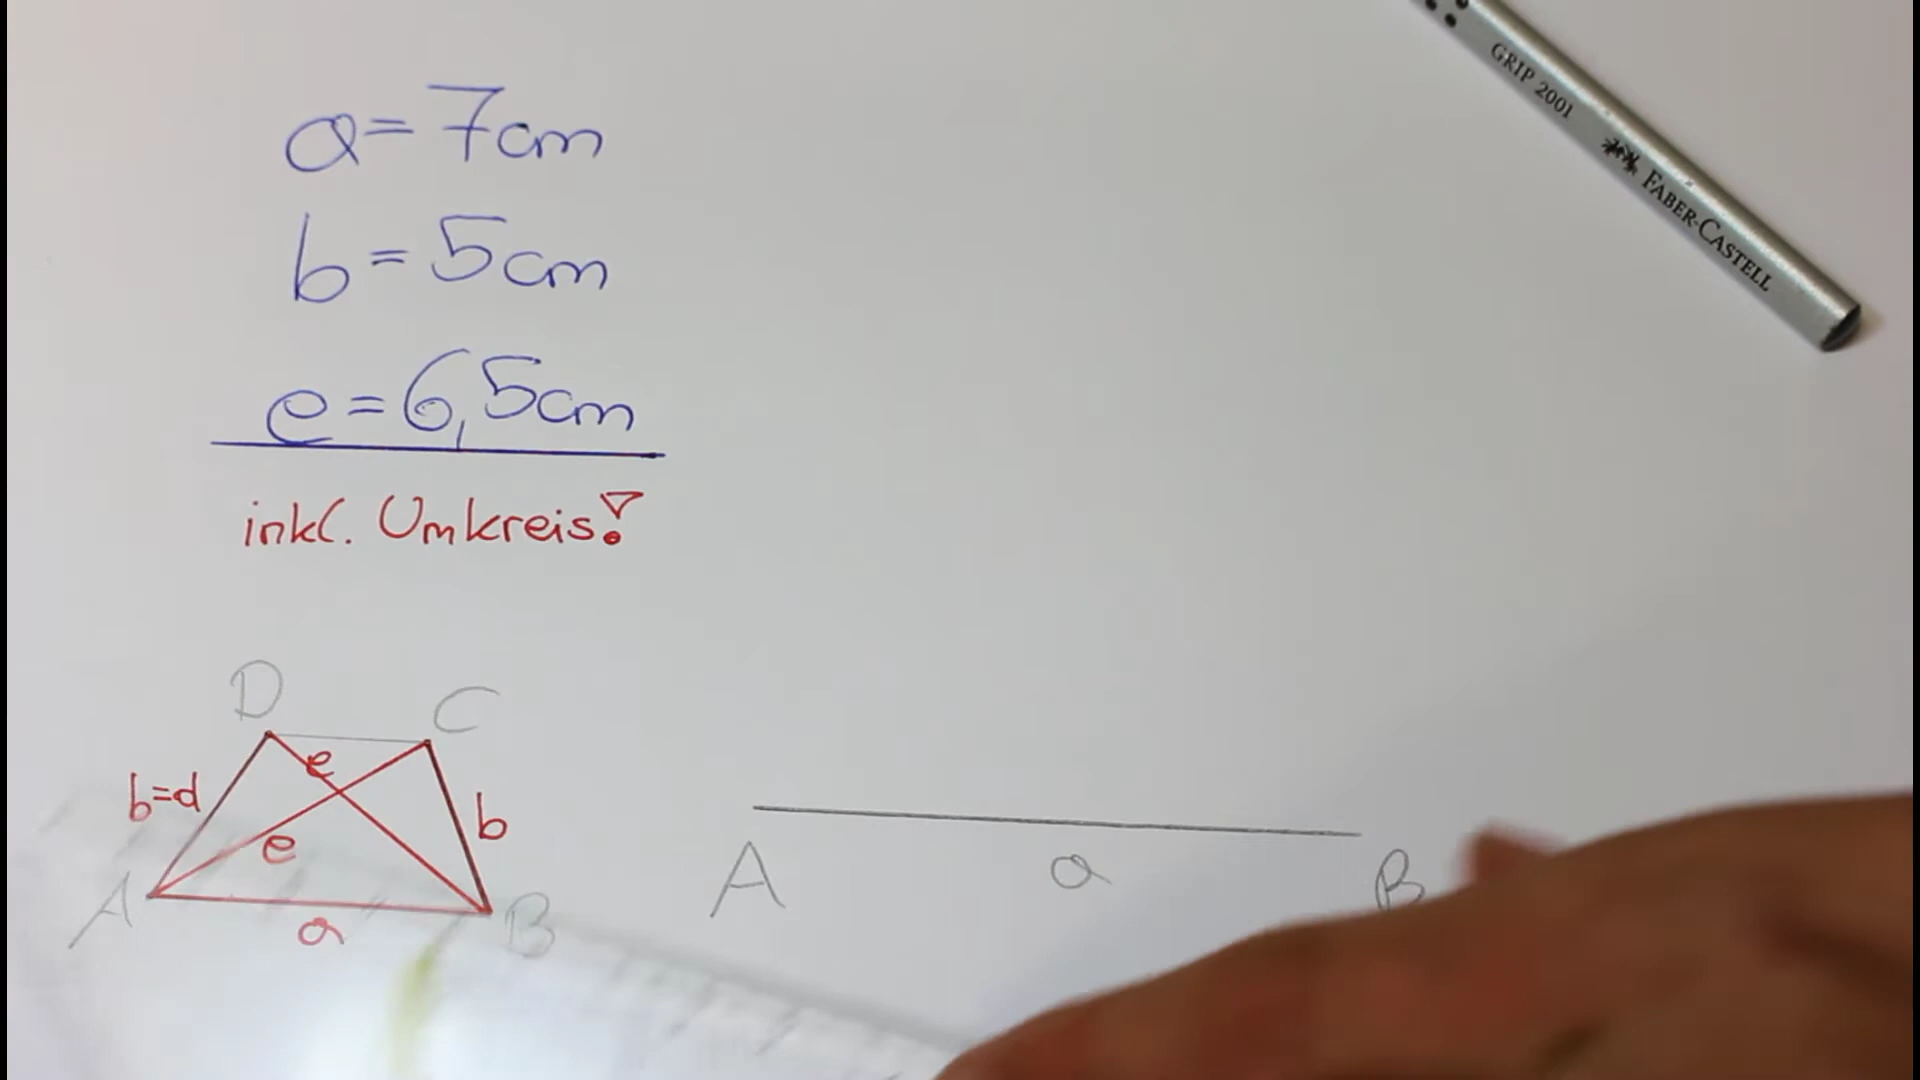 a = 7cm
b = 5cm
e = 6,5cm
inkl. Umkreis!
GRIP 2001 FABER-CASTELL
D C
e
b=d
b
e
A B
a
A a B